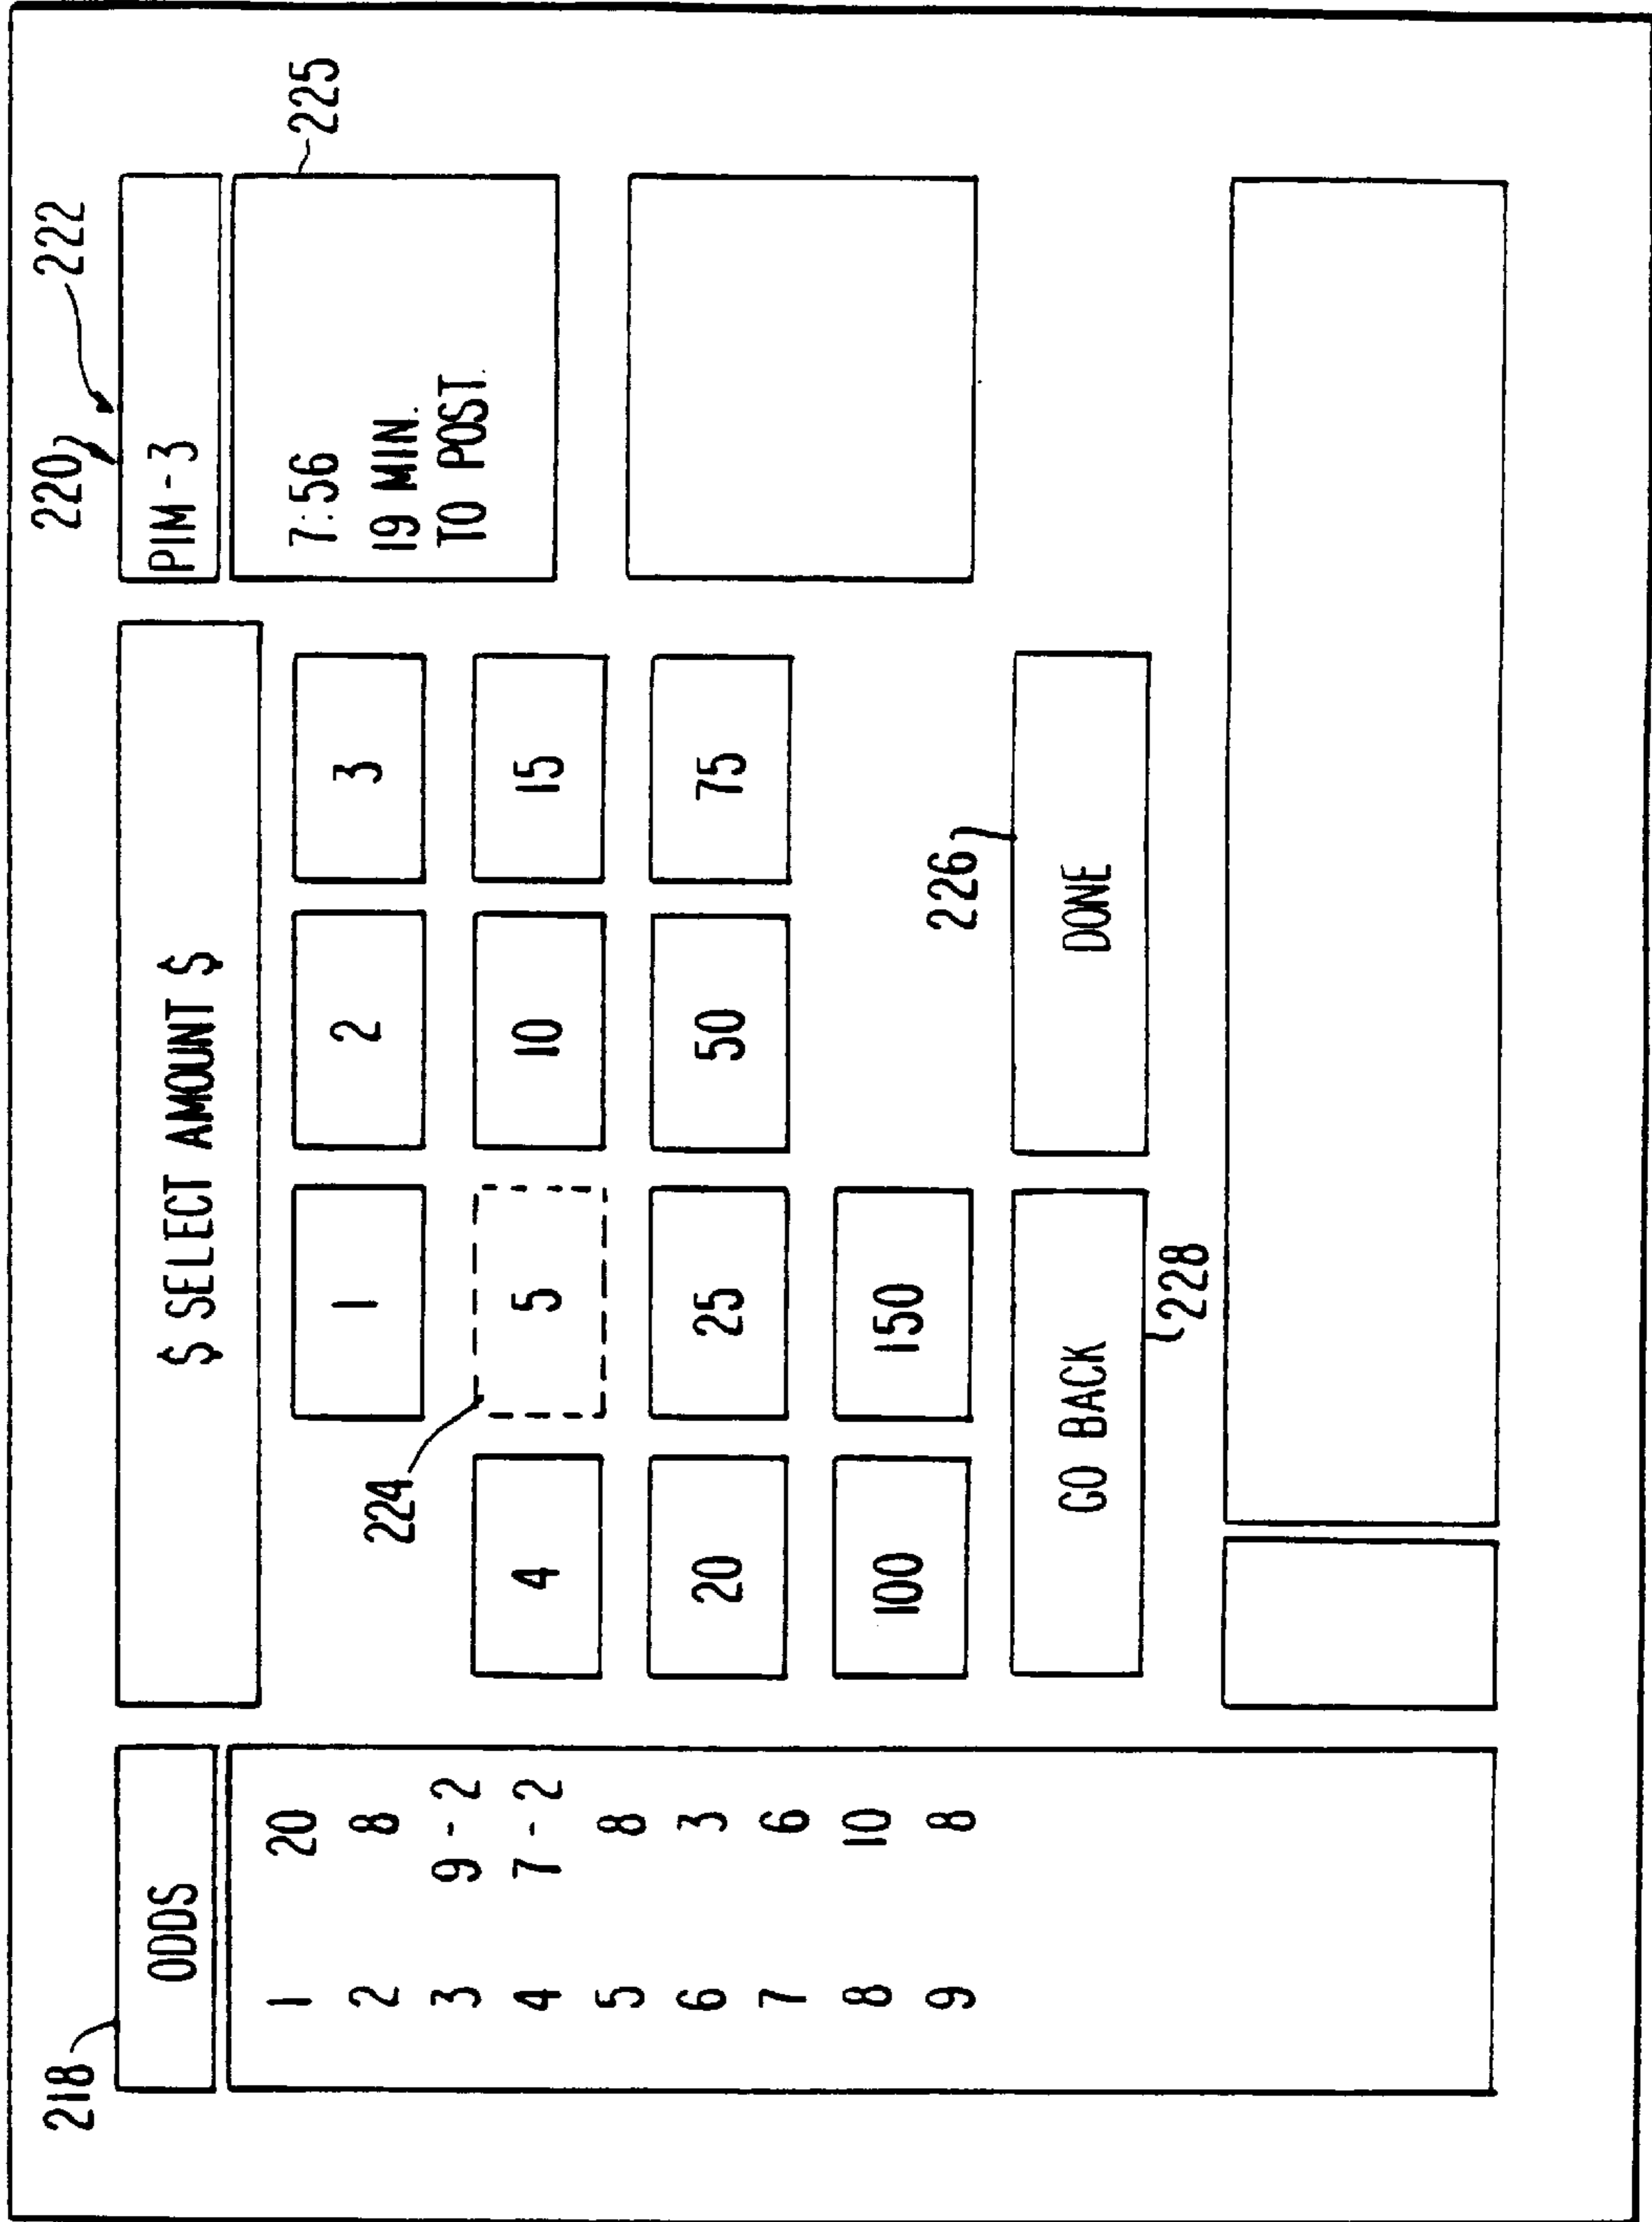 218
ODDS
1 20
2 8
3 9-2
4 7-2
5 8
6 3
7 6
8 10
9 8
$ SELECT AMOUNT $
1 2 3
224
4 5 10 15
20 25 50 75
100 150
226
GO BACK DONE
228
220 222
PIM-3
225
7:56
19 MIN.
TO POST.